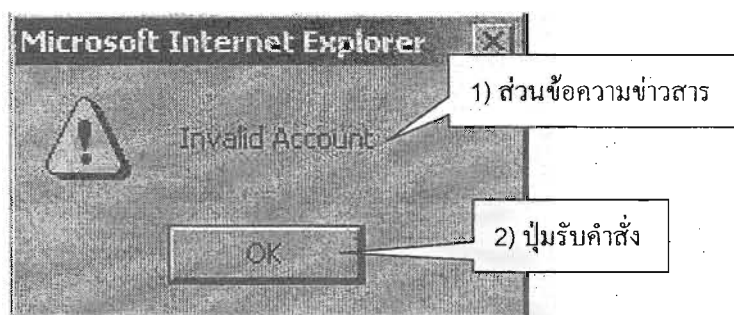 Microsoft Internet Explorer
1) ส่วนข้อความข่าวสาร
Invalid Account
2) ปุ่มรับคำสั่ง
OK